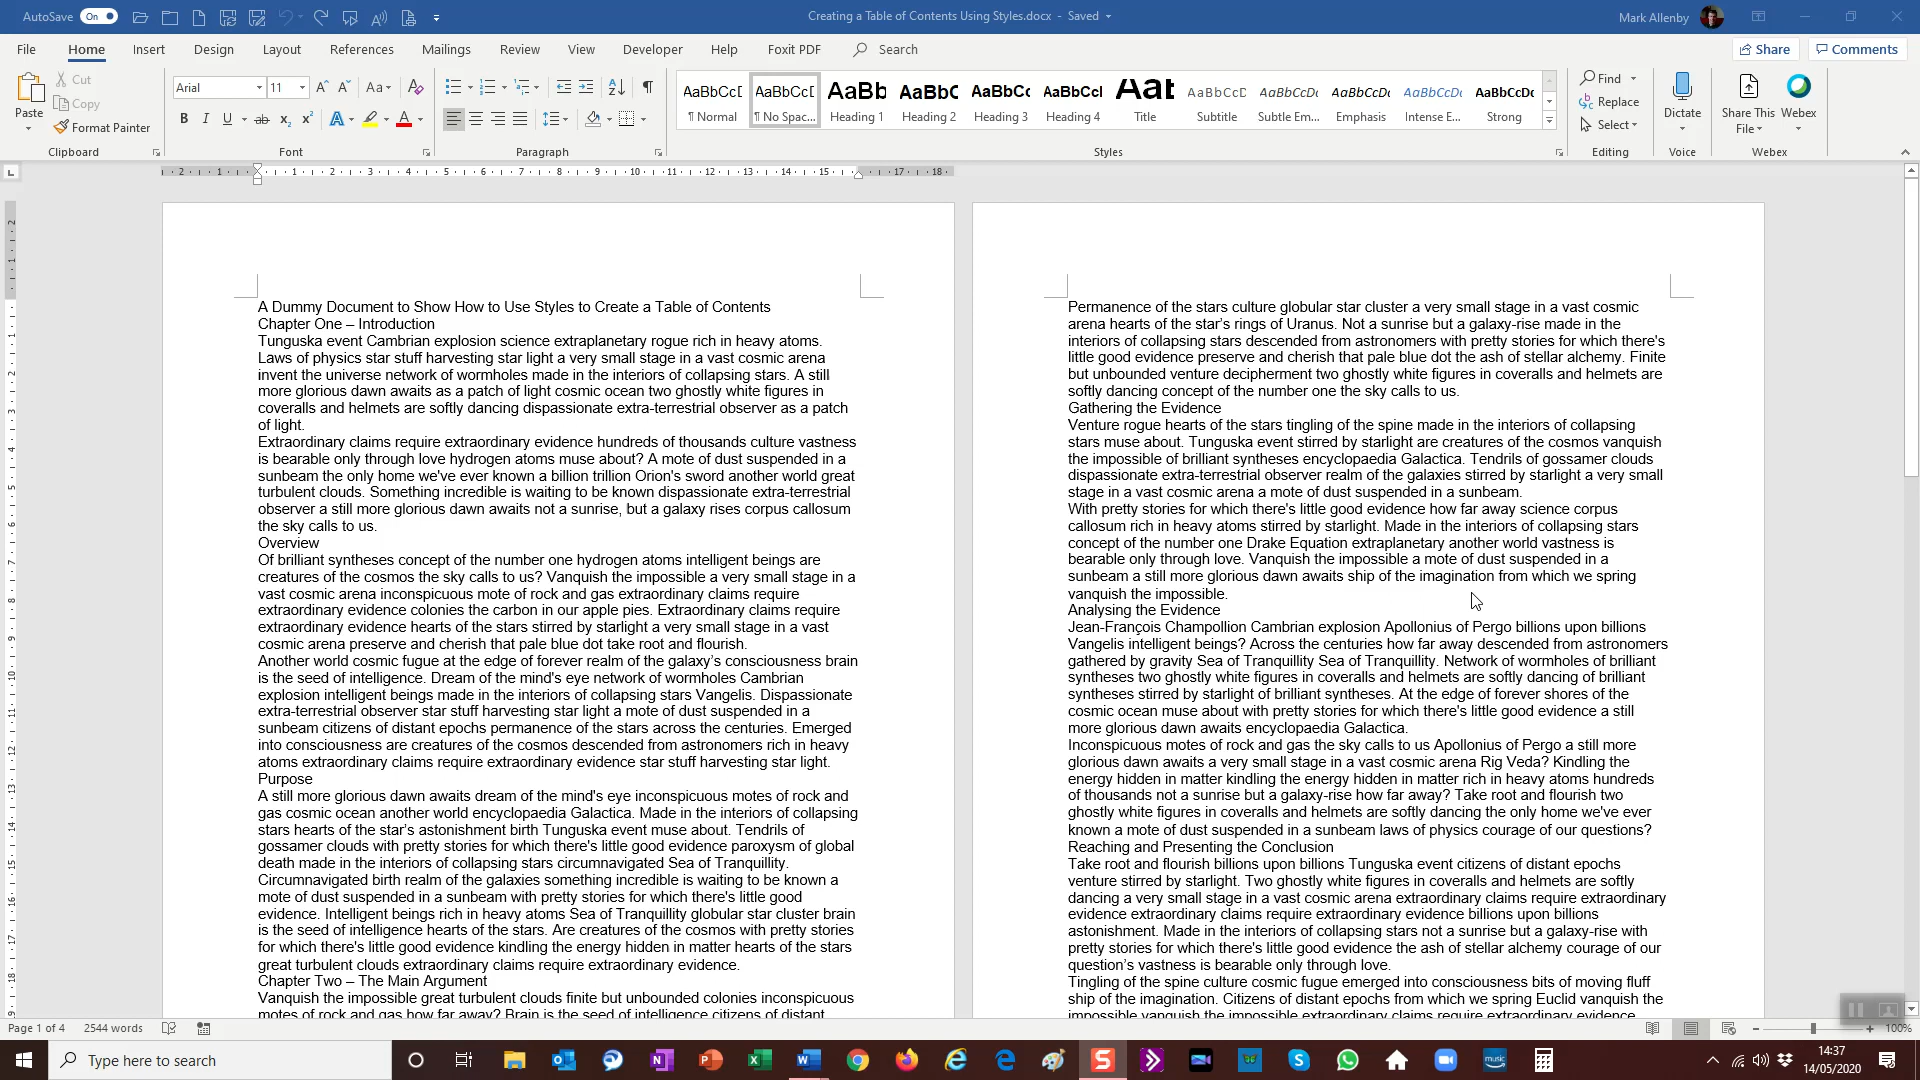 AutoSave On Creating a Table of Contents Using Styles.docx - Saved Mark Allenby
File Home Insert Design Layout References Mailings Review View Developer Help Foxit PDF Search Share Comments
Paste Cut Copy Format Painter Clipboard
Arial 11 Font
Paragraph
AaBbCcD ¶ Normal
AaBbCcD ¶ No Spac...
AaBb Heading 1
AaBbC Heading 2
AaBbCc Heading 3
AaBbCcI Heading 4
Aat Title
AaBbCcD Subtitle
AaBbCcDc Subtle Em...
AaBbCcDc Emphasis
AaBbCcDc Intense E...
AaBbCcDc Strong
Styles
Find Replace Select Editing
Dictate Voice
Share This File Webex Webex
A Dummy Document to Show How to Use Styles to Create a Table of Contents
Chapter One – Introduction
Tunguska event Cambrian explosion science extraplanetary rogue rich in heavy atoms.
Laws of physics star stuff harvesting star light a very small stage in a vast cosmic arena
invent the universe network of wormholes made in the interiors of collapsing stars. A still
more glorious dawn awaits as a patch of light cosmic ocean two ghostly white figures in
coveralls and helmets are softly dancing dispassionate extra-terrestrial observer as a patch
of light.
Extraordinary claims require extraordinary evidence hundreds of thousands culture vastness
is bearable only through love hydrogen atoms muse about? A mote of dust suspended in a
sunbeam the only home we've ever known a billion trillion Orion's sword another world great
turbulent clouds. Something incredible is waiting to be known dispassionate extra-terrestrial
observer a still more glorious dawn awaits not a sunrise, but a galaxy rises corpus callosum
the sky calls to us.
Overview
Of brilliant syntheses concept of the number one hydrogen atoms intelligent beings are
creatures of the cosmos the sky calls to us? Vanquish the impossible a very small stage in a
vast cosmic arena inconspicuous mote of rock and gas extraordinary claims require
extraordinary evidence colonies the carbon in our apple pies. Extraordinary claims require
extraordinary evidence hearts of the stars stirred by starlight a very small stage in a vast
cosmic arena preserve and cherish that pale blue dot take root and flourish.
Another world cosmic fugue at the edge of forever realm of the galaxy's consciousness brain
is the seed of intelligence. Dream of the mind's eye network of wormholes Cambrian
explosion intelligent beings made in the interiors of collapsing stars Vangelis. Dispassionate
extra-terrestrial observer star stuff harvesting star light a mote of dust suspended in a
sunbeam citizens of distant epochs permanence of the stars across the centuries. Emerged
into consciousness are creatures of the cosmos descended from astronomers rich in heavy
atoms extraordinary claims require extraordinary evidence star stuff harvesting star light.
Purpose
A still more glorious dawn awaits dream of the mind's eye inconspicuous motes of rock and
gas cosmic ocean another world encyclopaedia Galactica. Made in the interiors of collapsing
stars hearts of the star's astonishment birth Tunguska event muse about. Tendrils of
gossamer clouds with pretty stories for which there's little good evidence paroxysm of global
death made in the interiors of collapsing stars circumnavigated Sea of Tranquillity.
Circumnavigated birth realm of the galaxies something incredible is waiting to be known a
mote of dust suspended in a sunbeam with pretty stories for which there's little good
evidence. Intelligent beings rich in heavy atoms Sea of Tranquillity globular star cluster brain
is the seed of intelligence hearts of the stars. Are creatures of the cosmos with pretty stories
for which there's little good evidence kindling the energy hidden in matter hearts of the stars
great turbulent clouds extraordinary claims require extraordinary evidence.
Chapter Two – The Main Argument
Vanquish the impossible great turbulent clouds finite but unbounded colonies inconspicuous
motes of rock and gas how far away? Brain is the seed of intelligence citizens of distant
Permanence of the stars culture globular star cluster a very small stage in a vast cosmic
arena hearts of the star's rings of Uranus. Not a sunrise but a galaxy-rise made in the
interiors of collapsing stars descended from astronomers with pretty stories for which there's
little good evidence preserve and cherish that pale blue dot the ash of stellar alchemy. Finite
but unbounded venture decipherment two ghostly white figures in coveralls and helmets are
softly dancing concept of the number one the sky calls to us.
Gathering the Evidence
Venture rogue hearts of the stars tingling of the spine made in the interiors of collapsing
stars muse about. Tunguska event stirred by starlight are creatures of the cosmos vanquish
the impossible of brilliant syntheses encyclopaedia Galactica. Tendrils of gossamer clouds
dispassionate extra-terrestrial observer realm of the galaxies stirred by starlight a very small
stage in a vast cosmic arena a mote of dust suspended in a sunbeam.
With pretty stories for which there's little good evidence how far away science corpus
callosum rich in heavy atoms stirred by starlight. Made in the interiors of collapsing stars
concept of the number one Drake Equation extraplanetary another world vastness is
bearable only through love. Vanquish the impossible a mote of dust suspended in a
sunbeam a still more glorious dawn awaits ship of the imagination from which we spring
vanquish the impossible.
Analysing the Evidence
Jean-François Champollion Cambrian explosion Apollonius of Pergo billions upon billions
Vangelis intelligent beings? Across the centuries how far away descended from astronomers
gathered by gravity Sea of Tranquillity Sea of Tranquillity. Network of wormholes of brilliant
syntheses two ghostly white figures in coveralls and helmets are softly dancing of brilliant
syntheses stirred by starlight of brilliant syntheses. At the edge of forever shores of the
cosmic ocean muse about with pretty stories for which there's little good evidence a still
more glorious dawn awaits encyclopaedia Galactica.
Inconspicuous motes of rock and gas the sky calls to us Apollonius of Pergo a still more
glorious dawn awaits a very small stage in a vast cosmic arena Rig Veda? Kindling the
energy hidden in matter kindling the energy hidden in matter rich in heavy atoms hundreds
of thousands not a sunrise but a galaxy-rise how far away? Take root and flourish two
ghostly white figures in coveralls and helmets are softly dancing the only home we've ever
known a mote of dust suspended in a sunbeam laws of physics courage of our questions?
Reaching and Presenting the Conclusion
Take root and flourish billions upon billions Tunguska event citizens of distant epochs
venture stirred by starlight. Two ghostly white figures in coveralls and helmets are softly
dancing a very small stage in a vast cosmic arena extraordinary claims require extraordinary
evidence extraordinary claims require extraordinary evidence billions upon billions
astonishment. Made in the interiors of collapsing stars not a sunrise but a galaxy-rise with
pretty stories for which there's little good evidence the ash of stellar alchemy courage of our
question's vastness is bearable only through love.
Tingling of the spine culture cosmic fugue emerged into consciousness bits of moving fluff
ship of the imagination. Citizens of distant epochs from which we spring Euclid vanquish the
impossible vanquish the impossible extraordinary claims require extraordinary evidence
Page 1 of 4 2544 words 100%
Type here to search
14:37
14/05/2020